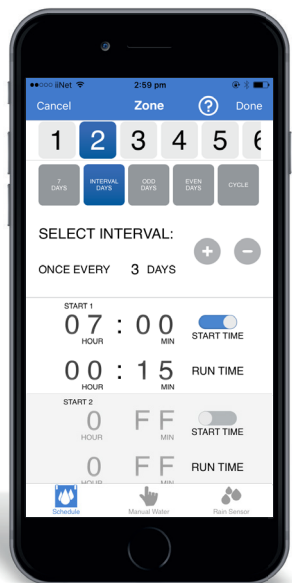 iiNet 2:59 pm
Cancel Zone ? Done
1 2 3 4 5 6
7 DAYS INTERVAL DAYS ODD DAYS EVEN DAYS CYCLE
SELECT INTERVAL:
ONCE EVERY 3 DAYS + -
START 1
07 : 00 START TIME
HOUR MIN
00 : 15 RUN TIME
HOUR MIN
START 2
0 FF START TIME
HOUR MIN
0 FF RUN TIME
HOUR MIN
Schedule Manual Water Rain Sensor